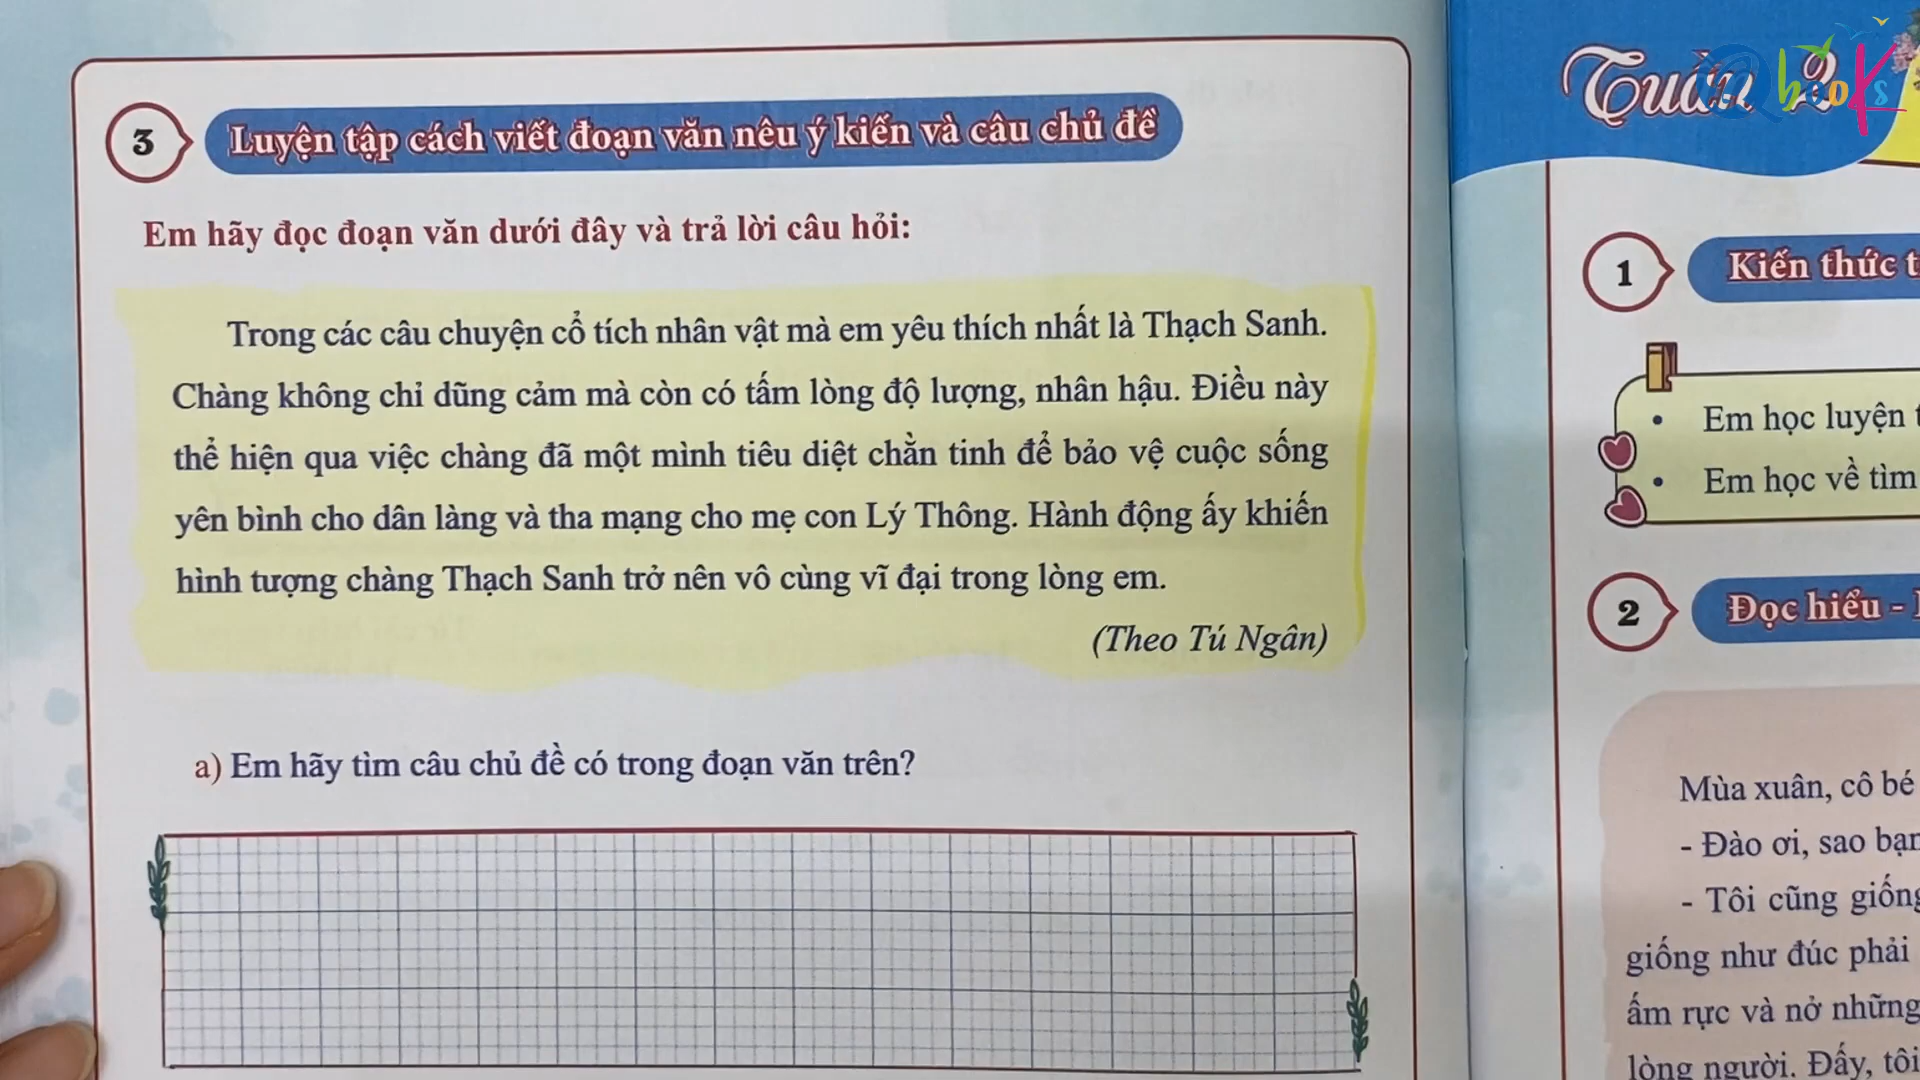 3
Luyện tập cách viết đoạn văn nêu ý kiến và câu chủ đề
Em hãy đọc đoạn văn dưới đây và trả lời câu hỏi:
Trong các câu chuyện cổ tích nhân vật mà em yêu thích nhất là Thạch Sanh.
Chàng không chỉ dũng cảm mà còn có tấm lòng độ lượng, nhân hậu. Điều này
thể hiện qua việc chàng đã một mình tiêu diệt chằn tinh để bảo vệ cuộc sống
yên bình cho dân làng và tha mạng cho mẹ con Lý Thông. Hành động ấy khiến
hình tượng chàng Thạch Sanh trở nên vô cùng vĩ đại trong lòng em.
(Theo Tú Ngân)
a) Em hãy tìm câu chủ đề có trong đoạn văn trên?
Tuần 2
books
1
Kiến thức t
• Em học luyện t
• Em học về tìm
2
Đọc hiểu -
Mùa xuân, cô bé
- Đào ơi, sao bạn
- Tôi cũng giống
giống như đúc phải
ấm rực và nở những
lòng người. Đấy, tôi